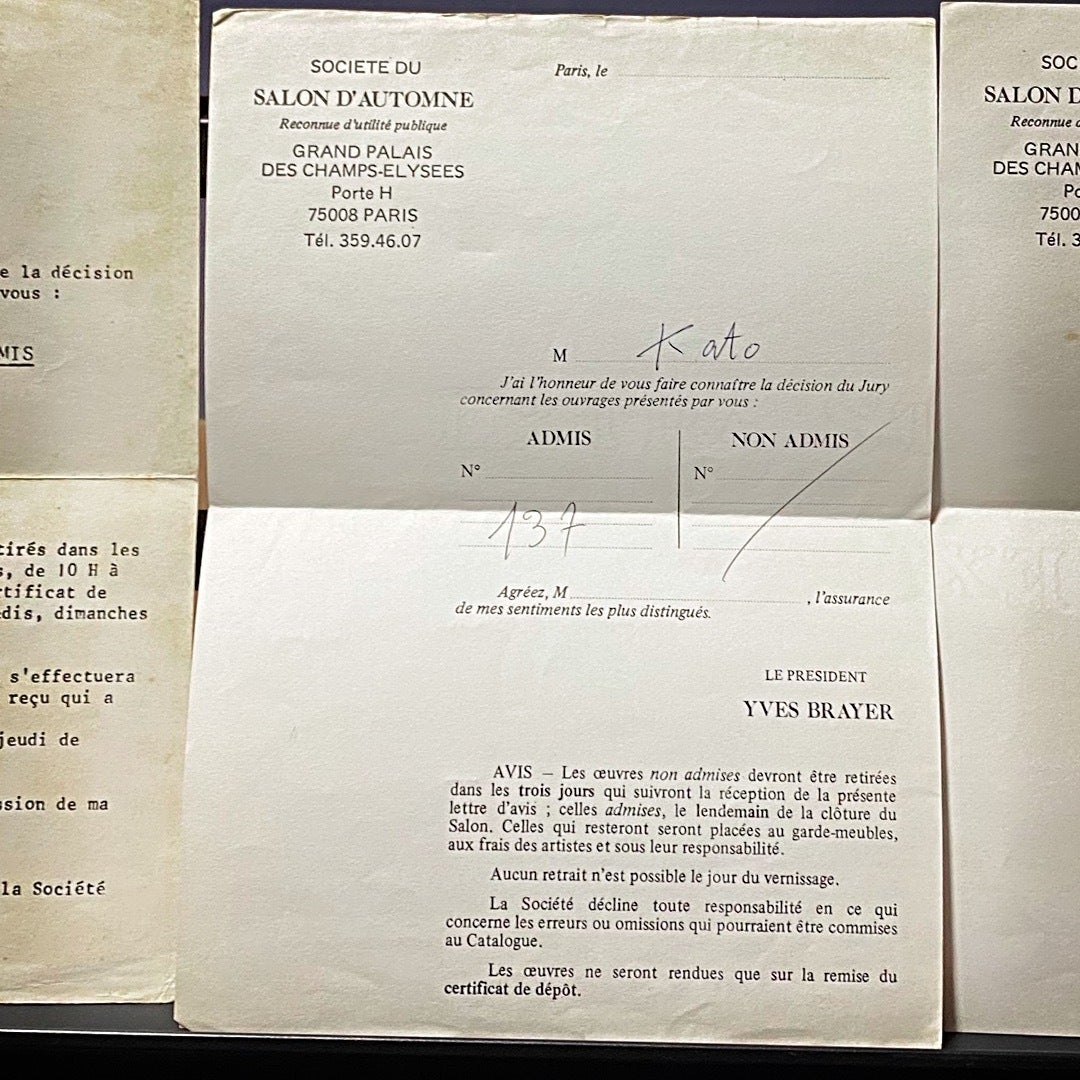 e la décision
vous :
MIS
tirés dans les
s, de 10 H à
rtificat de
edis, dimanches
s'effectuera
reçu qui a
jeudi de
ssion de ma
la Société
SOCIETE DU
SALON D'AUTOMNE
Reconnue d'utilité publique
GRAND PALAIS
DES CHAMPS-ELYSEES
Porte H
75008 PARIS
Tél. 359.46.07
Paris, le
M Kato
J'ai l'honneur de vous faire connaître la décision du Jury
concernant les ouvrages présentés par vous :
ADMIS
N°
137
NON ADMIS
N°
Agréez, M , l'assurance
de mes sentiments les plus distingués.
LE PRESIDENT
YVES BRAYER
AVIS – Les œuvres non admises devront être retirées
dans les trois jours qui suivront la réception de la présente
lettre d'avis ; celles admises, le lendemain de la clôture du
Salon. Celles qui resteront seront placées au garde-meubles,
aux frais des artistes et sous leur responsabilité.
Aucun retrait n'est possible le jour du vernissage.
La Société décline toute responsabilité en ce qui
concerne les erreurs ou omissions qui pourraient être commises
au Catalogue.
Les œuvres ne seront rendues que sur la remise du
certificat de dépôt.
SOC
SALON D
Reconnue d
GRAN
DES CHAM
Po
7500
Tél. 3